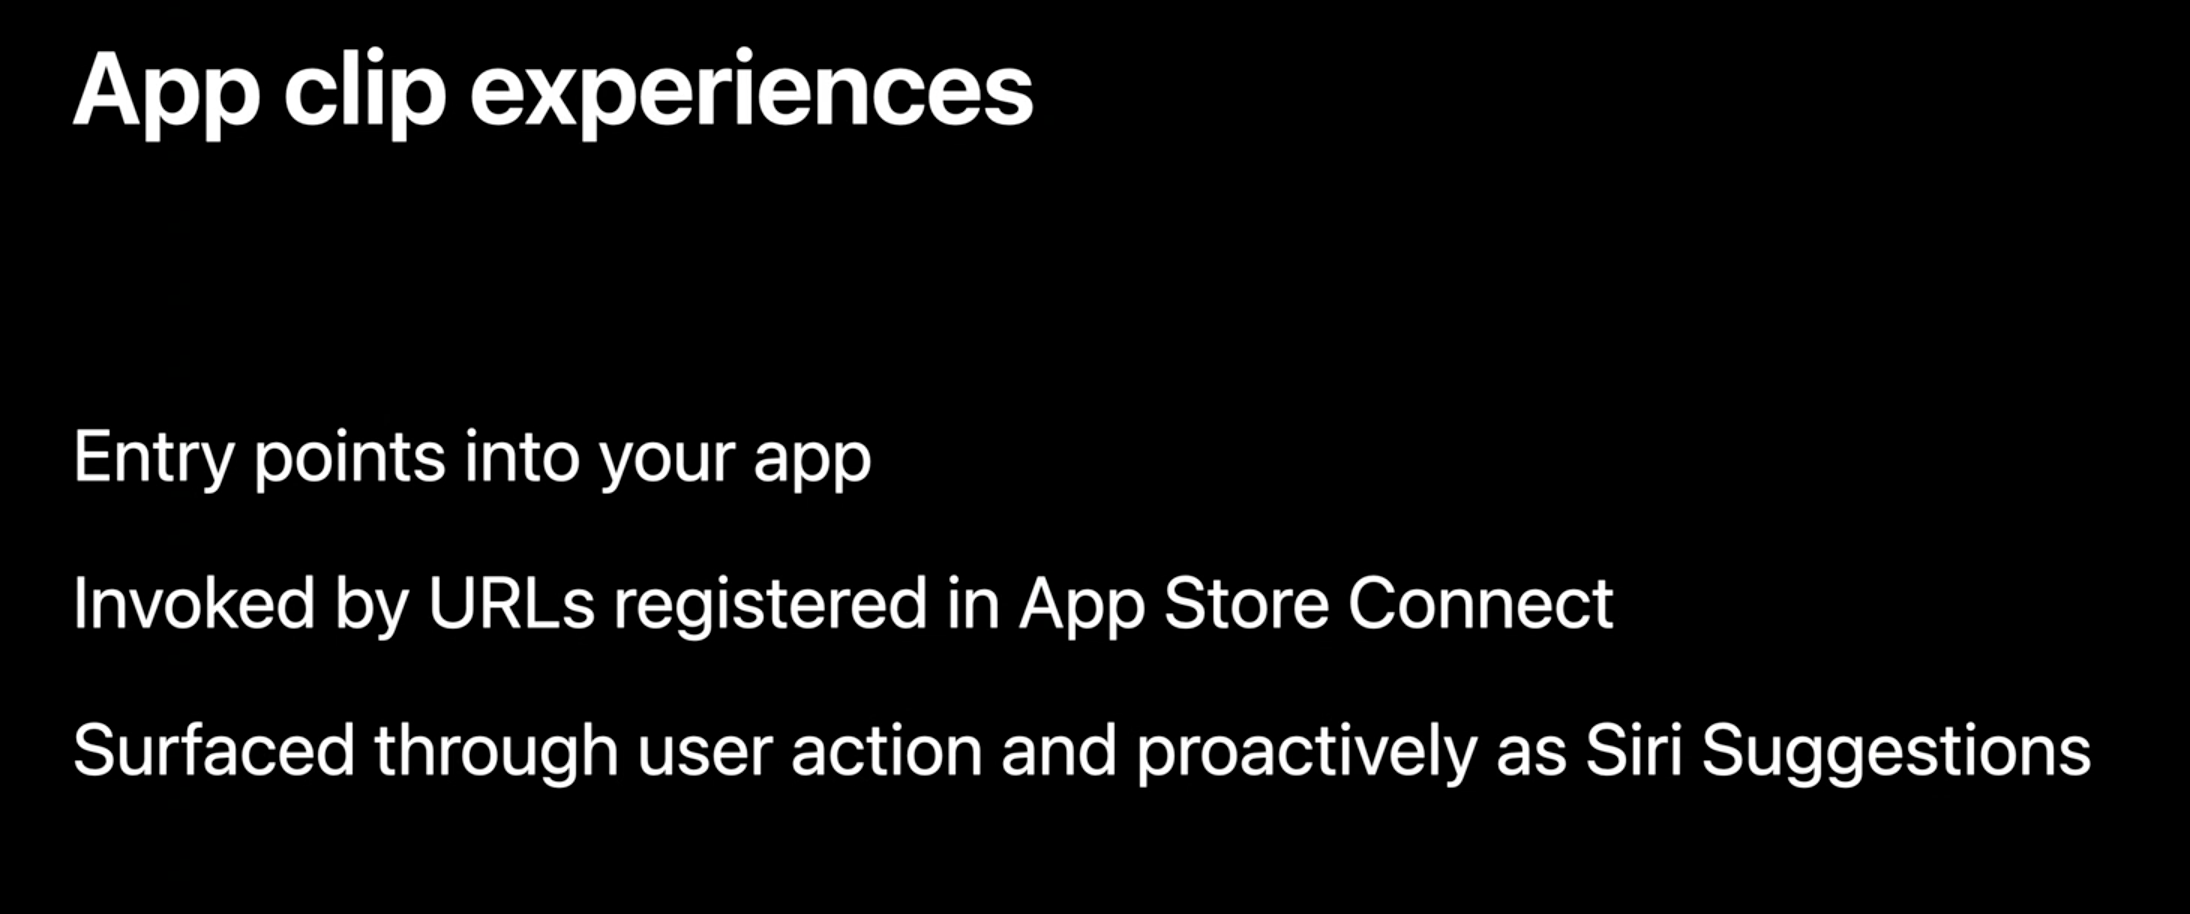 App clip experiences
Entry points into your app
Invoked by URLs registered in App Store Connect
Surfaced through user action and proactively as Siri Suggestions